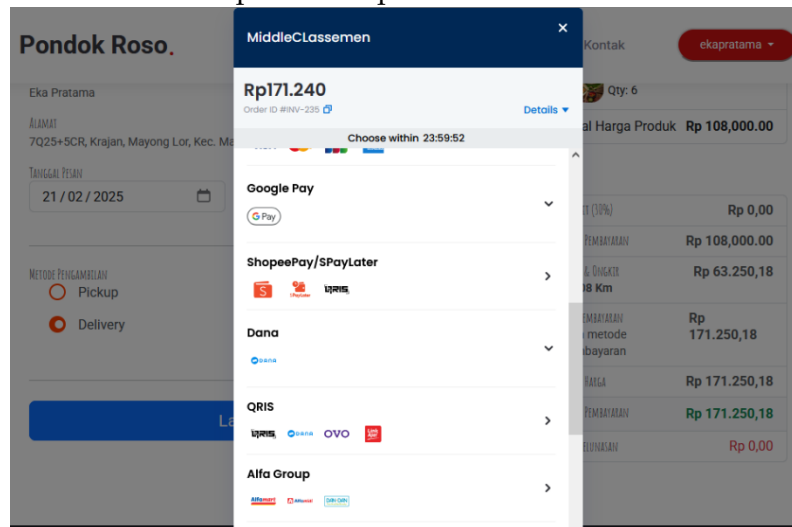 Pondok Roso.
MiddleCLassemen
×
Kontak
ekapratama
Rp171.240
Order ID #INV-235
Details
Choose within 23:59:52
Eka Pratama
ALAMAT
7Q25+5CR, Krajan, Mayong Lor, Kec.
TANGGAL PESAN
21/02/2025
METODE PENGAMBILAN
Pickup
Delivery
Google Pay
G Pay
ShopeePay/SPayLater
SPayLater
QRIS
Dana
DANA
QRIS
QRIS DANA OVO
Alfa Group
Alfamart Alfamidi DAN+DAN
Qty: 6
Harga Produk Rp 108,000.00
(10%) Rp 0,00
PEMBAYARAN Rp 108,000.00
& ONGKIR Rp 63.250,18
Km
Rp
metode 171.250,18
HARGA Rp 171.250,18
PEMBAYARAN Rp 171.250,18
Rp 0,00